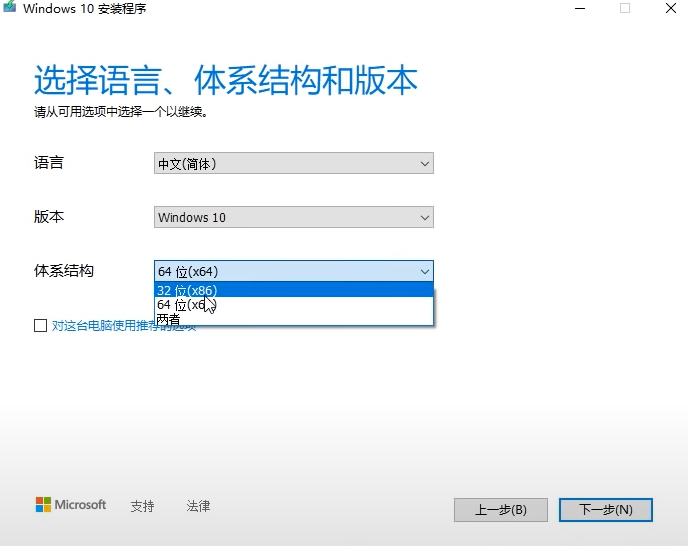 Windows 10 安装程序
选择语言、体系结构和版本
请从可用选项中选择一个以继续。
语言
中文(简体)
版本
Windows 10
体系结构
64 位(x64)
32 位(x86)
64 位(x6
两者
对这台电脑使用推荐的选项
Microsoft
支持
法律
上一步(B)
下一步(N)